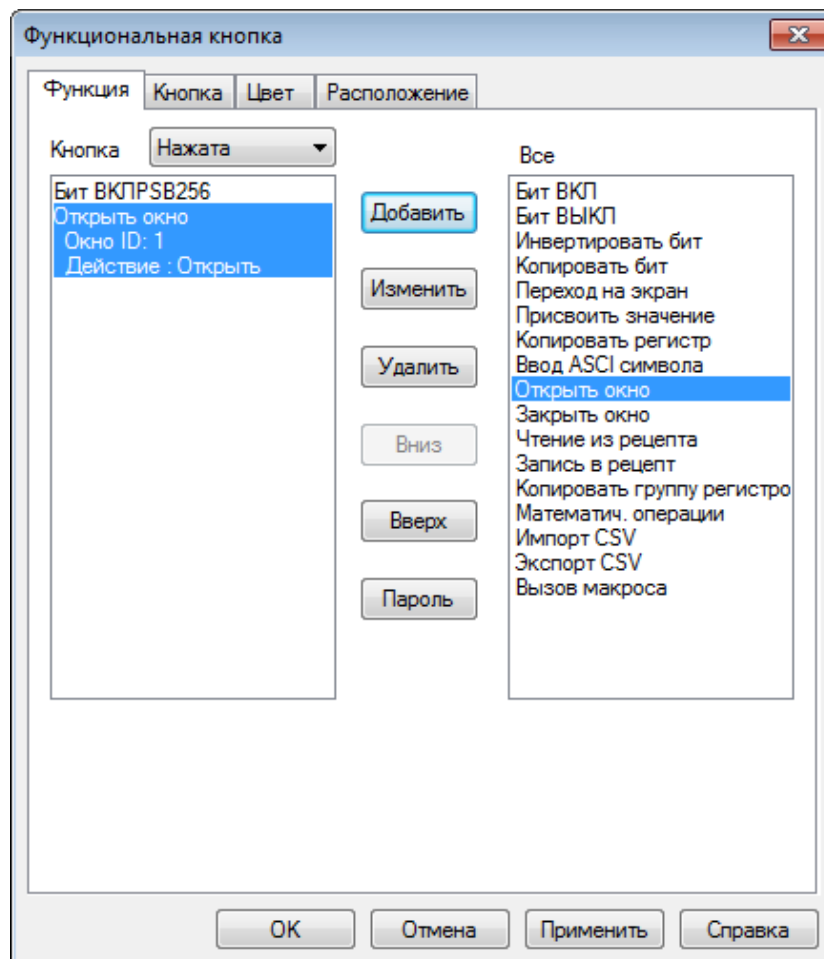 Функциональная кнопка
Функция Кнопка Цвет Расположение
Кнопка Нажата
Все
Бит ВКЛPSB256
Открыть окно
Окно ID: 1
Действие : Открыть
Добавить
Изменить
Удалить
Вниз
Вверх
Пароль
Бит ВКЛ
Бит ВЫКЛ
Инвертировать бит
Копировать бит
Переход на экран
Присвоить значение
Копировать регистр
Ввод ASCI символа
Открыть окно
Закрыть окно
Чтение из рецепта
Запись в рецепт
Копировать группу регистро
Математич. операции
Импорт CSV
Экспорт CSV
Вызов макроса
OK Отмена Применить Справка